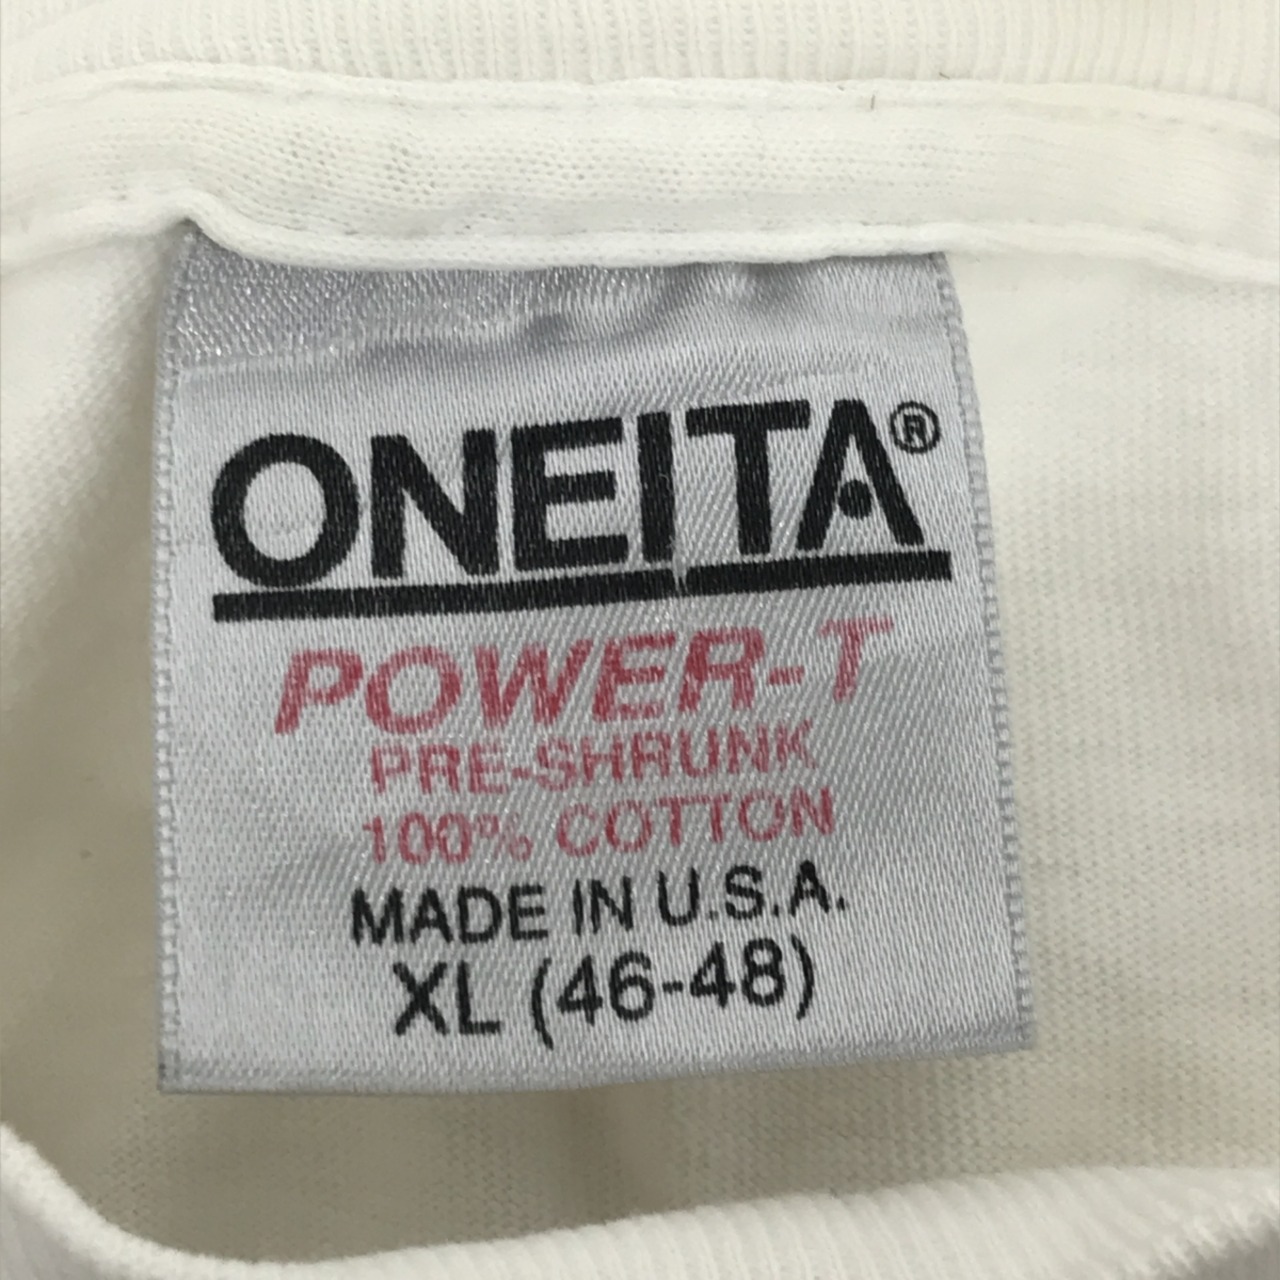 ONEITA®
POWER-T
PRE-SHRUNK
100% COTTON
MADE IN U.S.A.
XL (46-48)